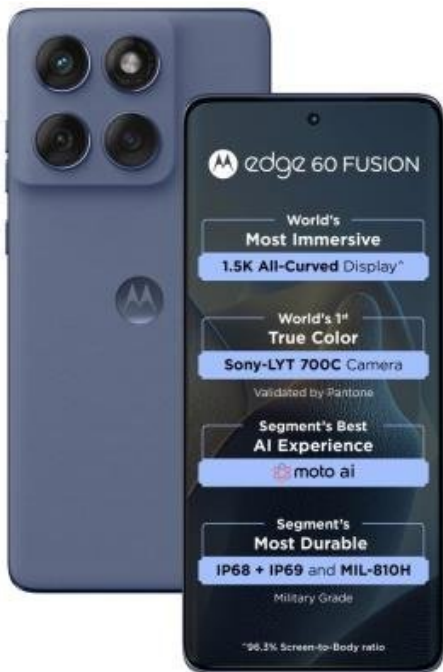 edge 60 FUSION
World's
Most Immersive
1.5K All-Curved Display^
World's 1st
True Color
Sony-LYT 700C Camera
Validated by Pantone
Segment's Best
AI Experience
moto ai
Segment's
Most Durable
IP68 + IP69 and MIL-810H
Military Grade
^96.3% Screen-to-Body ratio